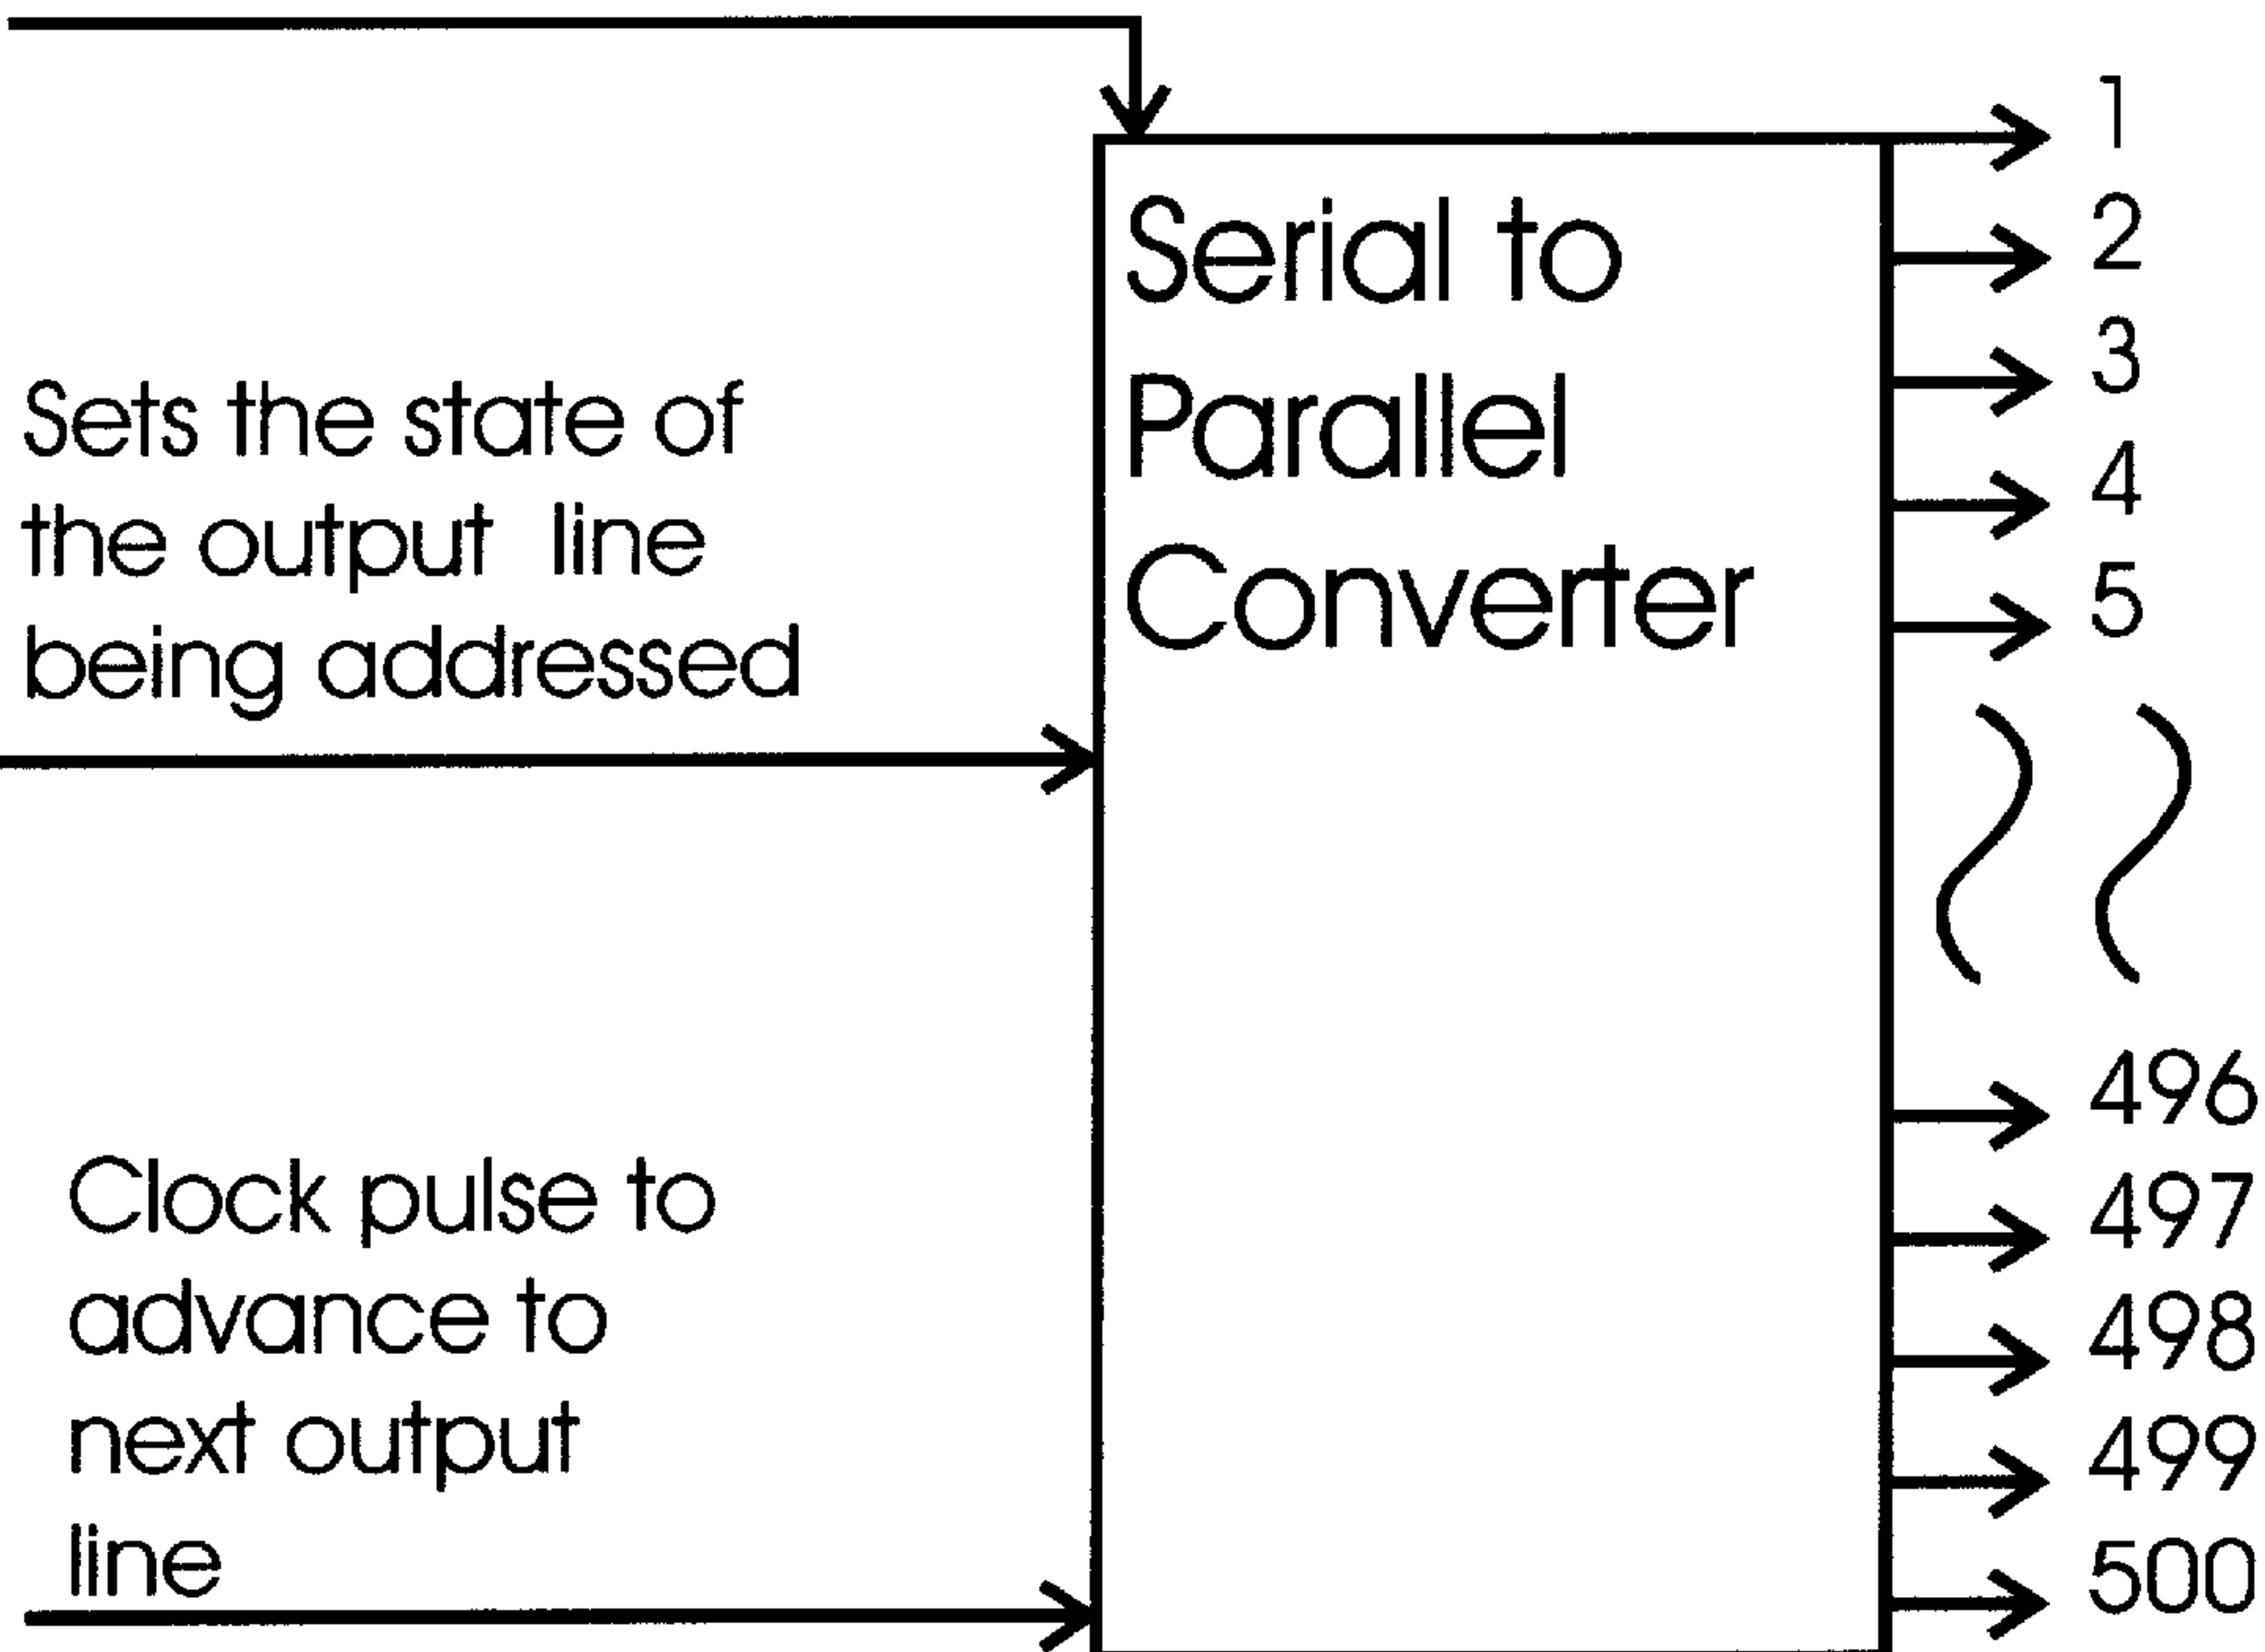 Serial to
Parallel
Converter
Sets the state of
the output line
being addressed
Clock pulse to
advance to
next output
line
1
2
3
4
5
496
497
498
499
500